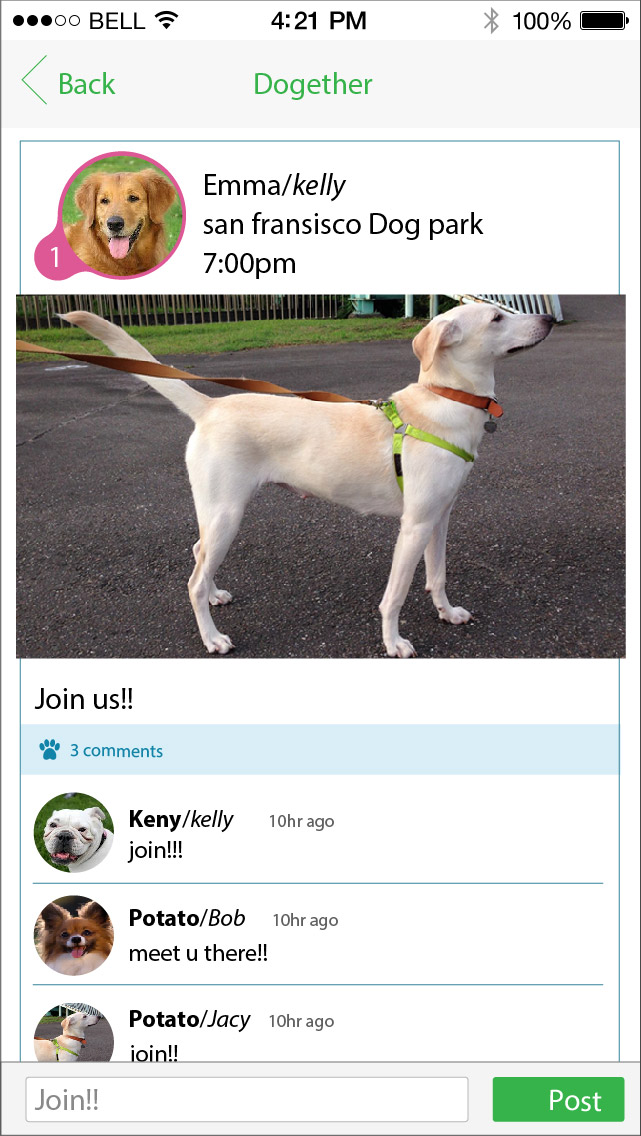 BELL 4:21 PM 100%
Back Dogether
Emma/kelly
san fransisco Dog park
1
7:00pm
Join us!!
3 comments
Keny/kelly 10hr ago
join!!!
Potato/Bob 10hr ago
meet u there!!
Potato/Jacy 10hr ago
join!!
Join!! Post